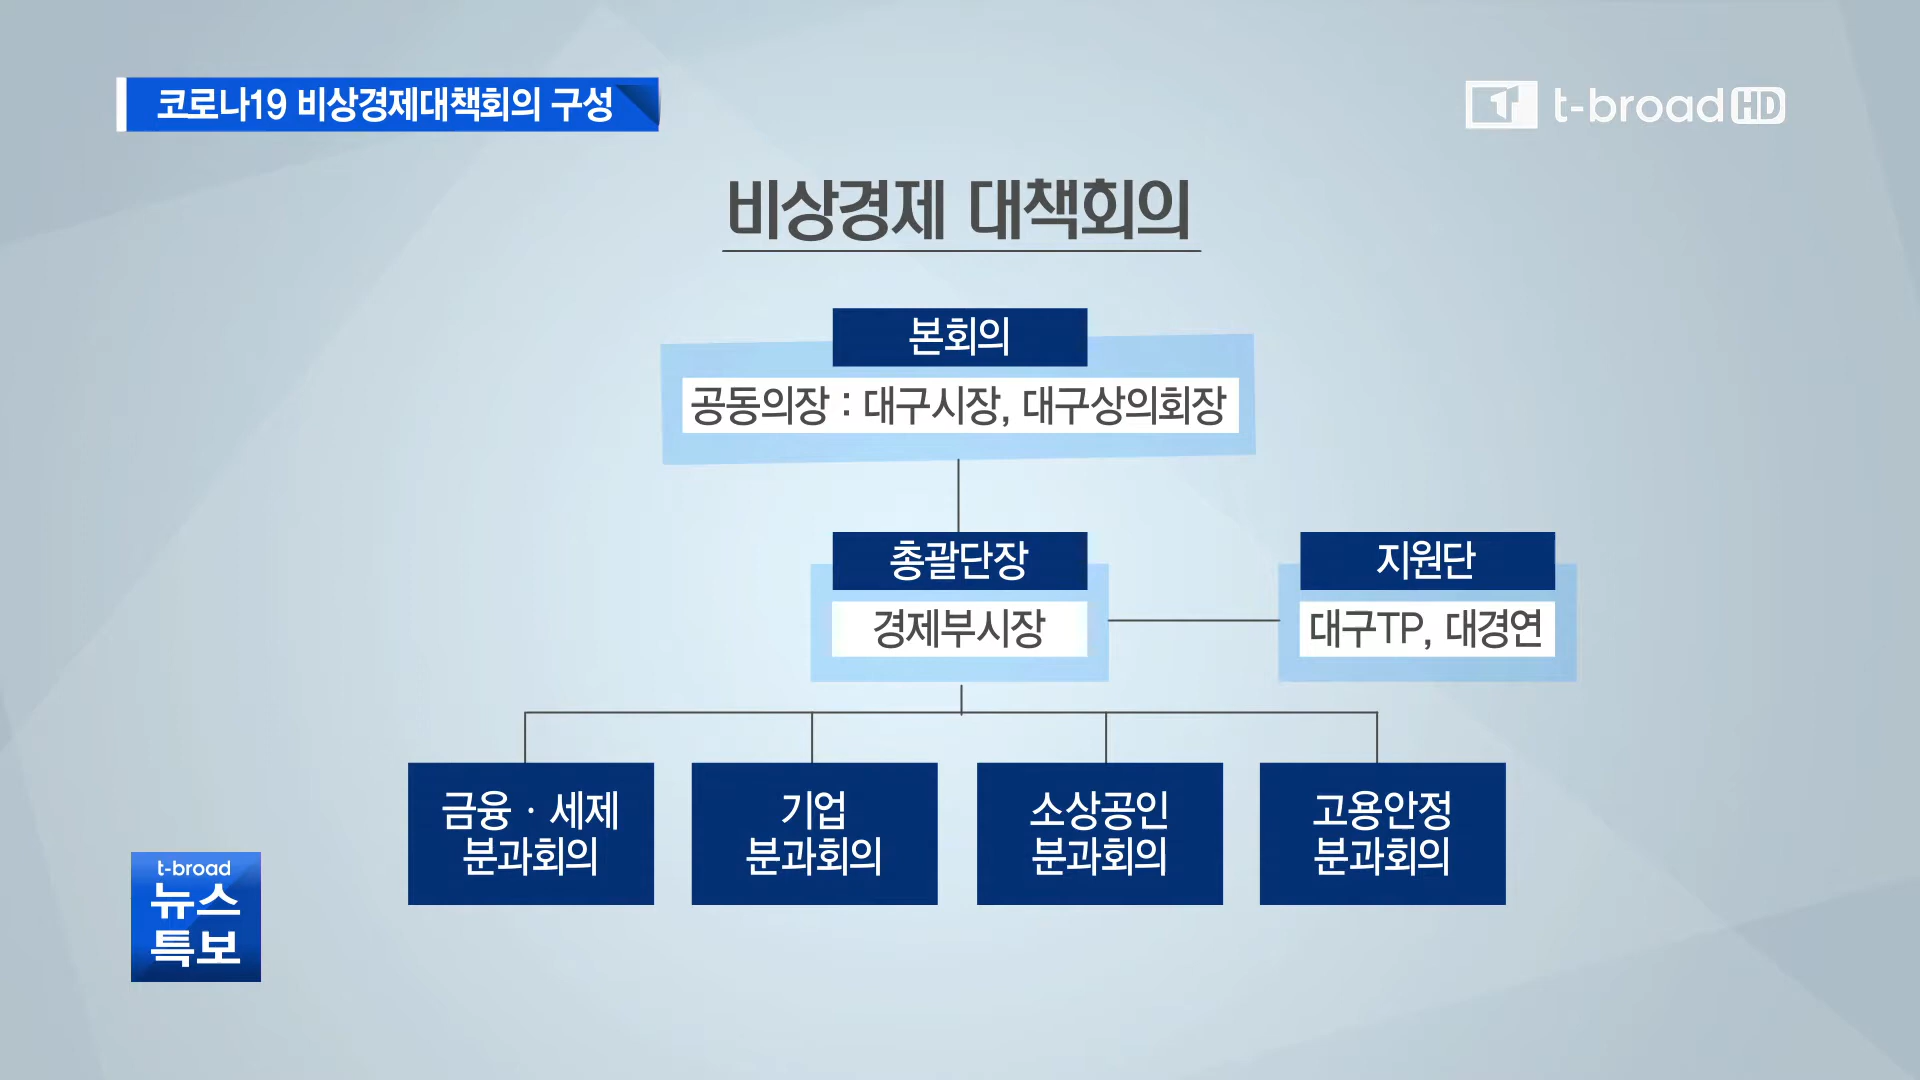 코로나19 비상경제대책회의 구성
t-broad HD
비상경제 대책회의
본회의
공동의장 : 대구시장, 대구상의회장
총괄단장
경제부시장
지원단
대구TP, 대경연
금융 · 세제
분과회의
기업
분과회의
소상공인
분과회의
고용안정
분과회의
t-broad
뉴스
특보